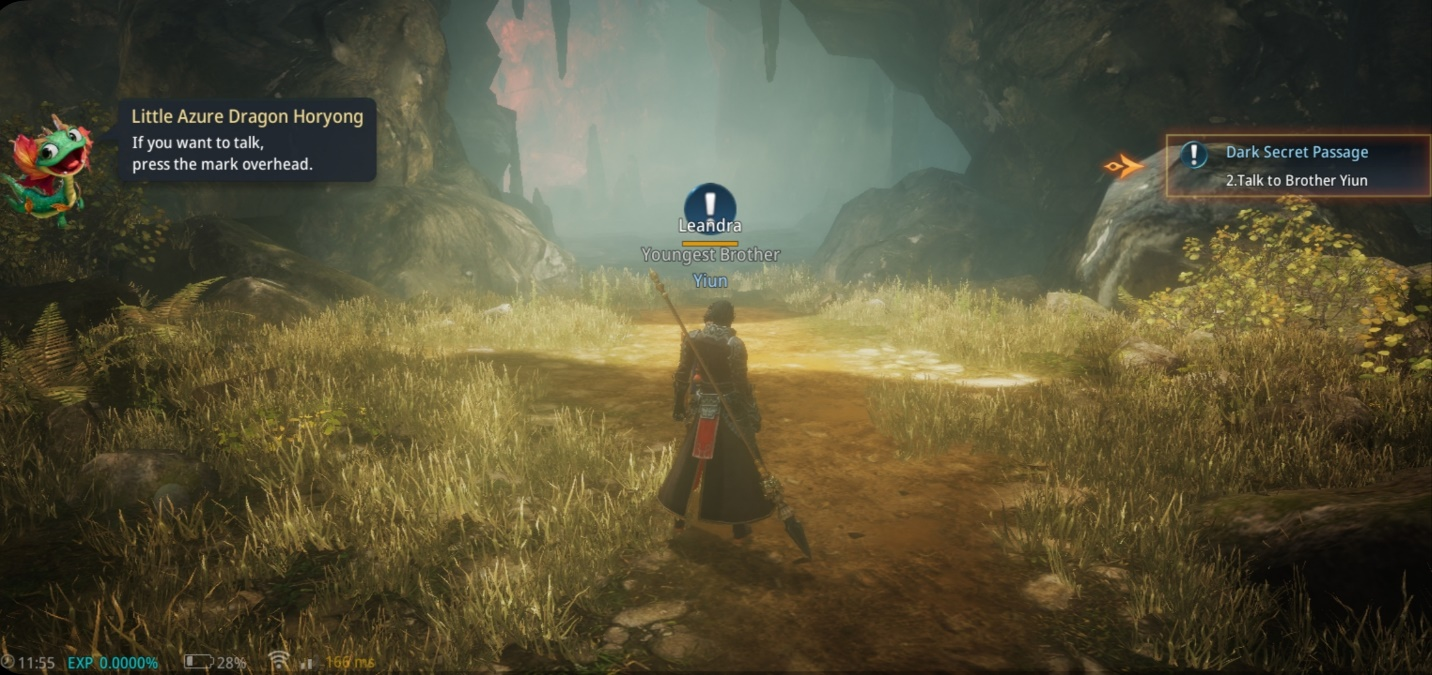 Little Azure Dragon Horyong
If you want to talk,
press the mark overhead.
Dark Secret Passage
2.Talk to Brother Yiun
Leandra
Youngest Brother
Yiun
11:55 EXP 0.0000% 28% 166 ms